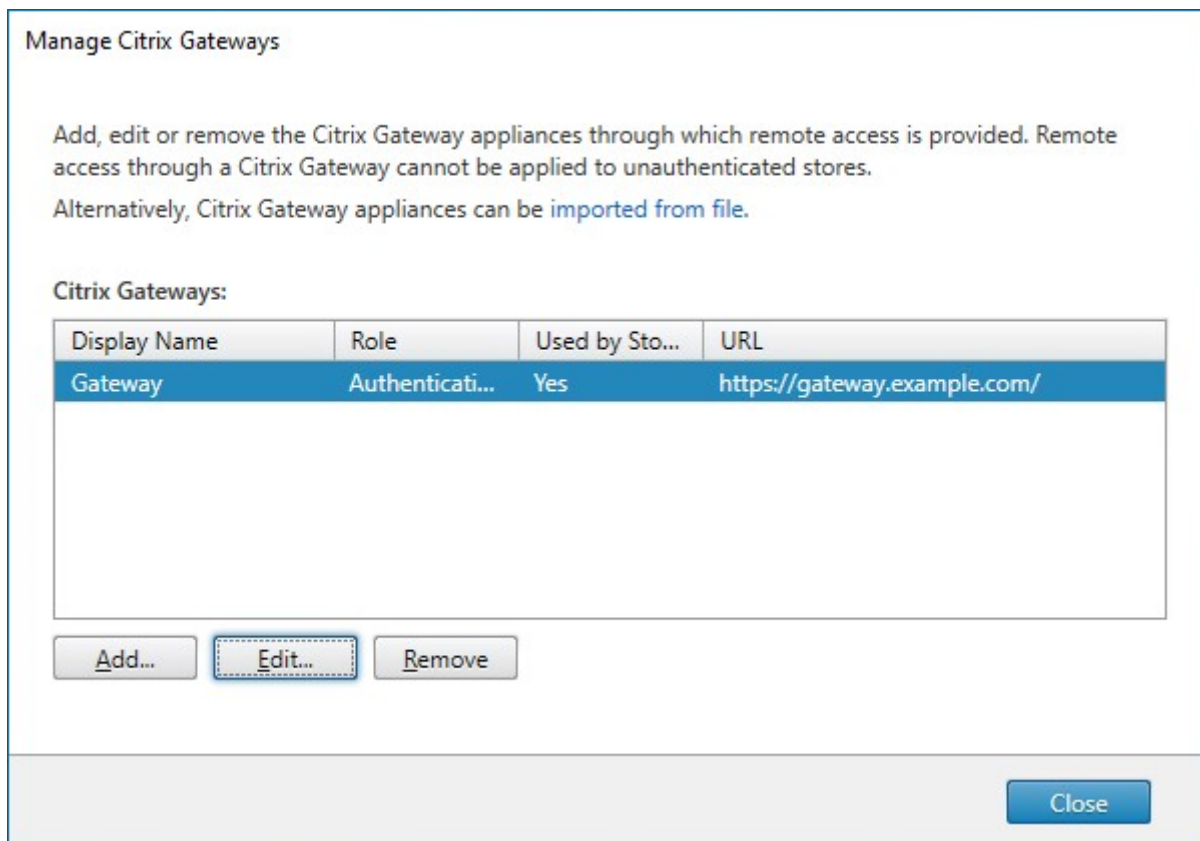 Manage Citrix Gateways
Add, edit or remove the Citrix Gateway appliances through which remote access is provided. Remote
access through a Citrix Gateway cannot be applied to unauthenticated stores.
Alternatively, Citrix Gateway appliances can be imported from file.
Citrix Gateways:
Display Name Role Used by Sto... URL
Gateway Authenticati... Yes https://gateway.example.com/
Add... Edit... Remove
Close